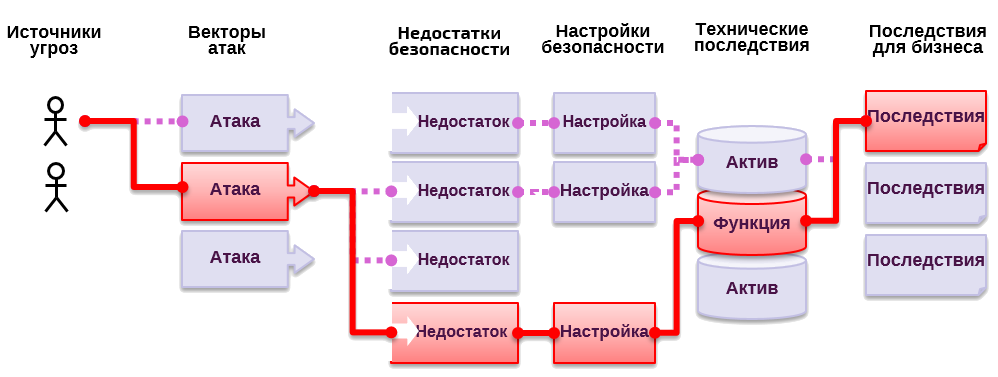 Источники
угроз
Векторы
атак
Недостатки
безопасности
Настройки
безопасности
Технические
последствия
Последствия
для бизнеса
Атака
Недостаток
Настройка
Последствия
Актив
Атака
Недостаток
Настройка
Последствия
Функция
Атака
Недостаток
Последствия
Актив
Недостаток
Настройка